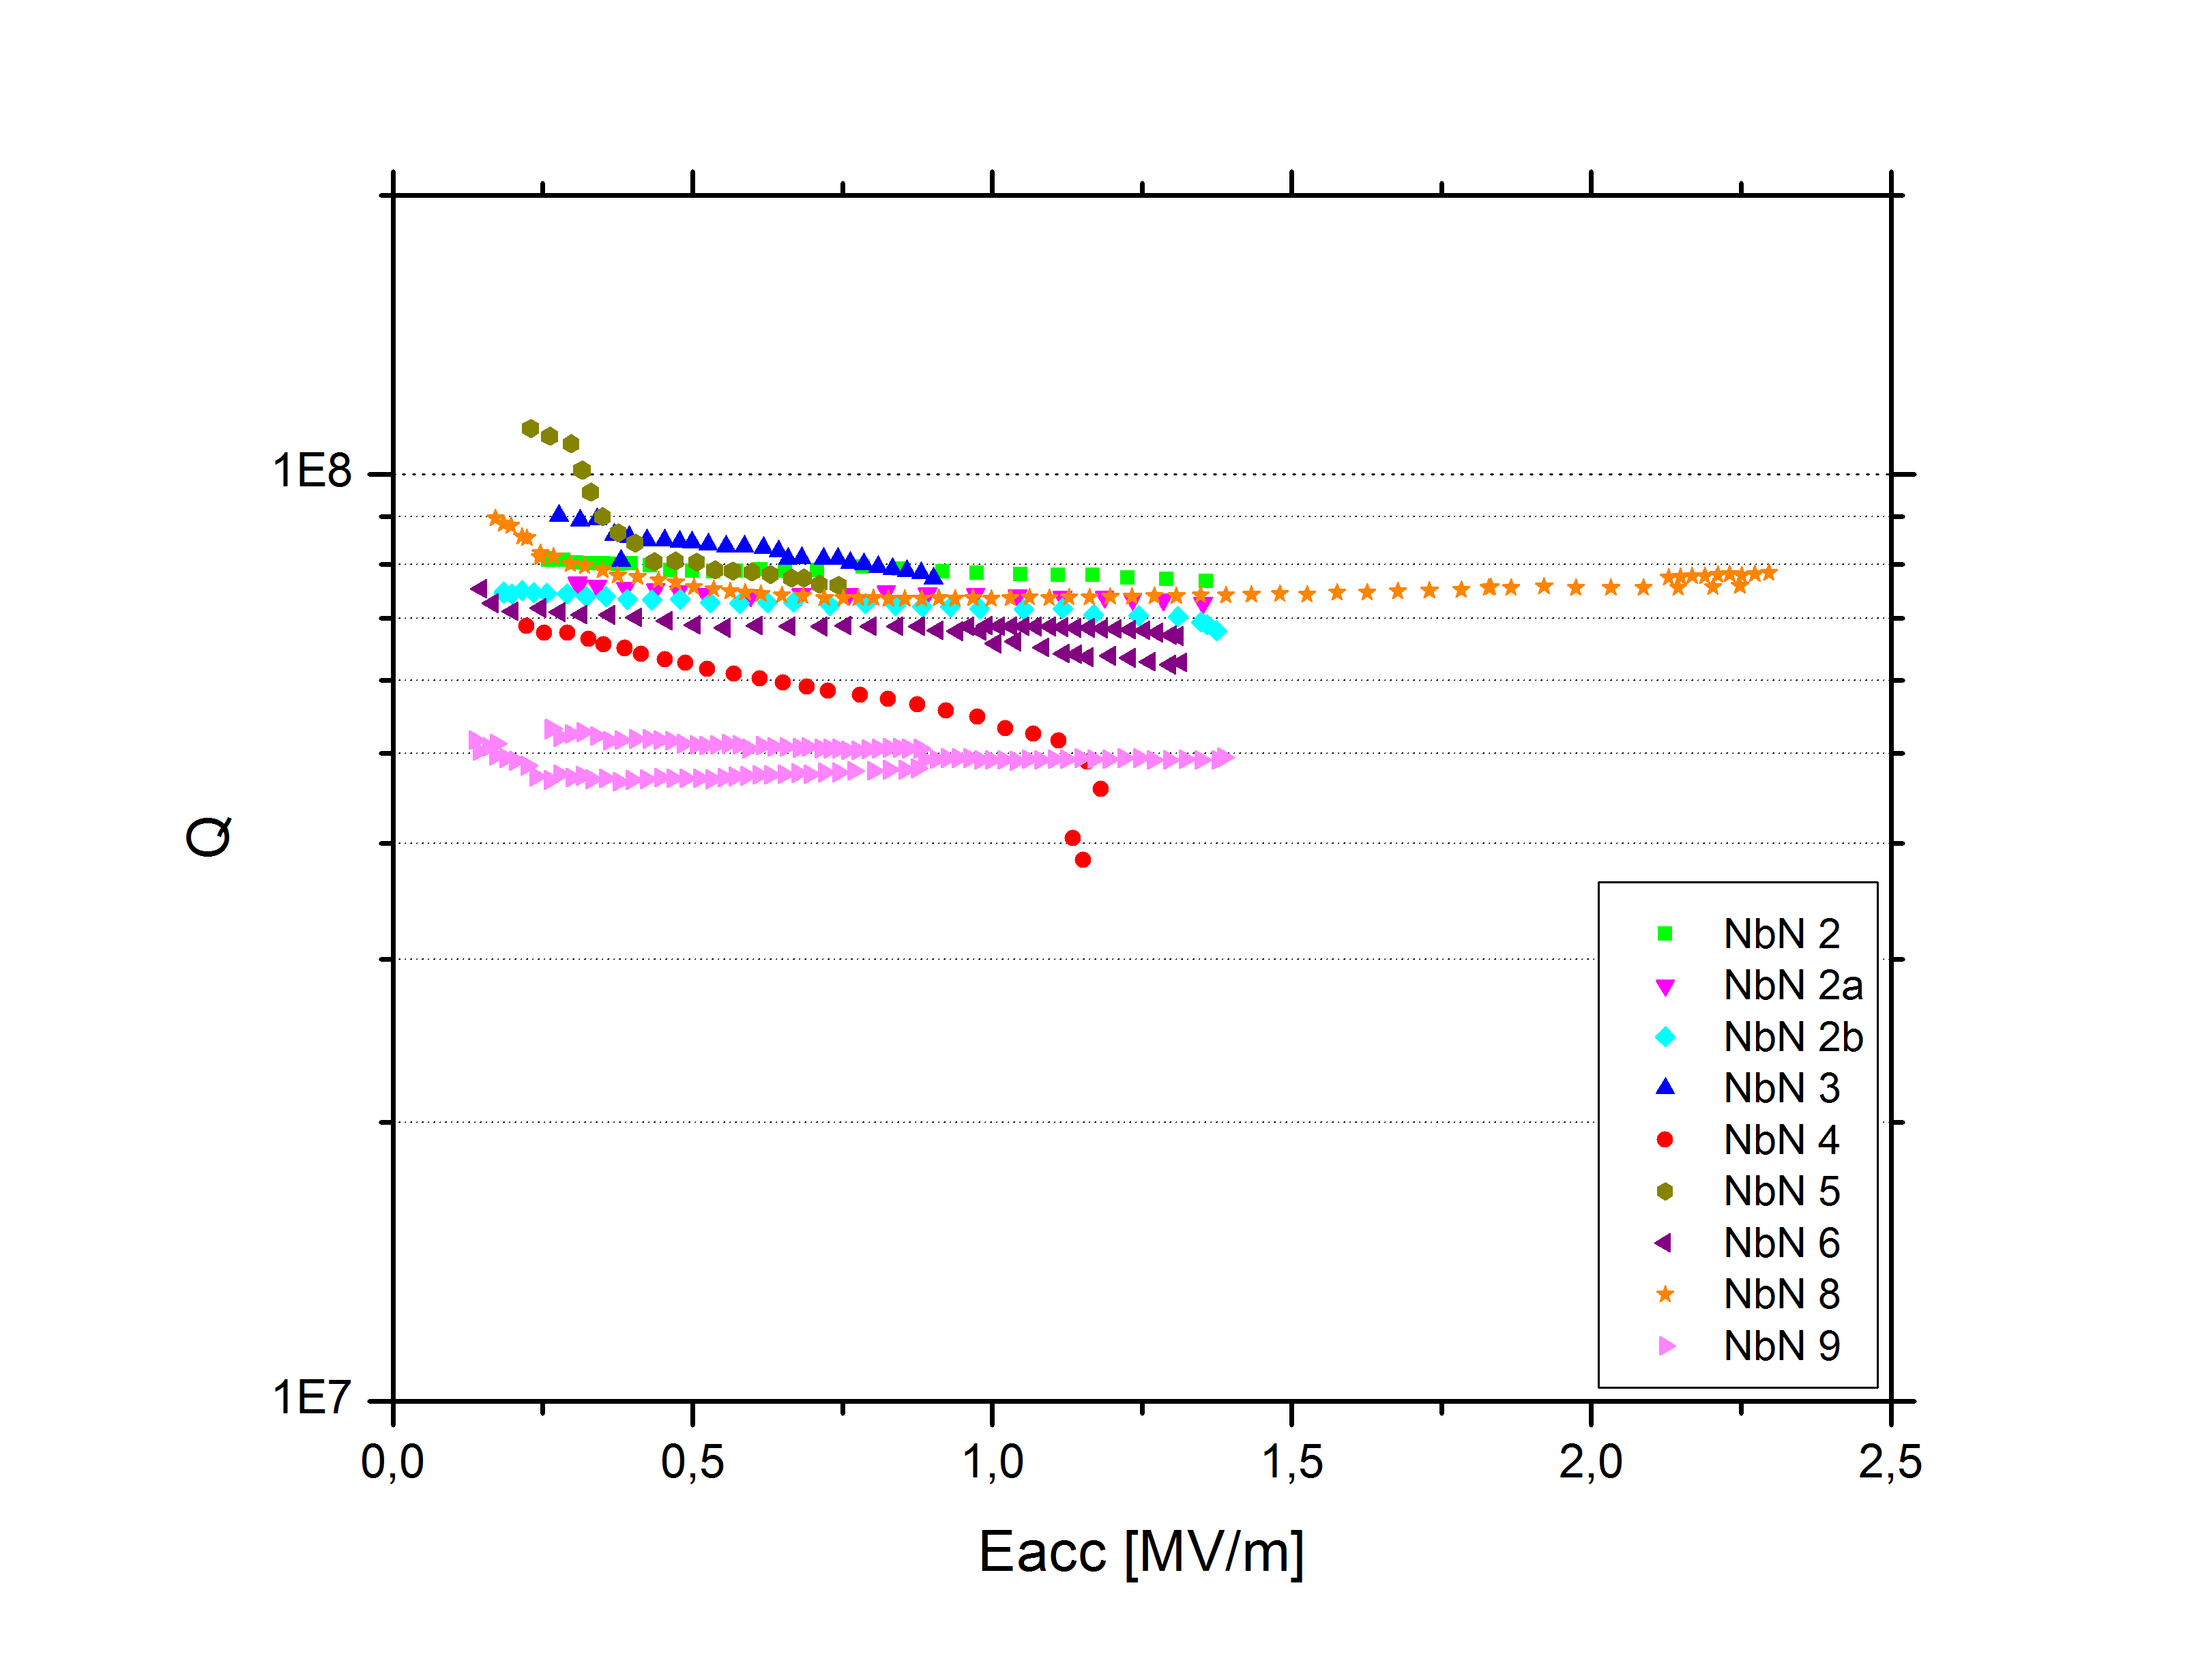 1E8
1E7
Q
0,0 0,5 1,0 1,5 2,0 2,5
Eacc [MV/m]
NbN 2
NbN 2a
NbN 2b
NbN 3
NbN 4
NbN 5
NbN 6
NbN 8
NbN 9